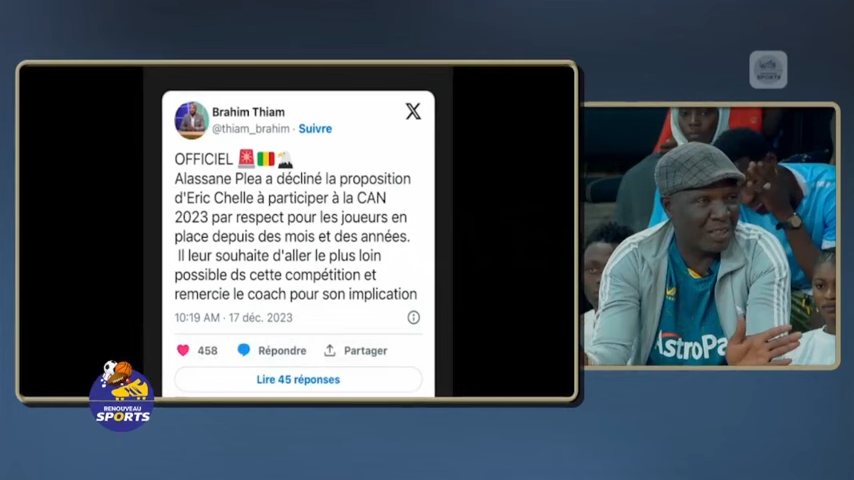 Brahim Thiam
@thiam_brahim · Suivre
OFFICIEL 🚨🇲🇱🦅
Alassane Plea a décliné la proposition
d'Eric Chelle à participer à la CAN
2023 par respect pour les joueurs en
place depuis des mois et des années.
Il leur souhaite d'aller le plus loin
possible ds cette compétition et
remercie le coach pour son implication
10:19 AM · 17 déc. 2023
458 Répondre Partager
Lire 45 réponses
RENOUVEAU
SPORTS
AstroPa